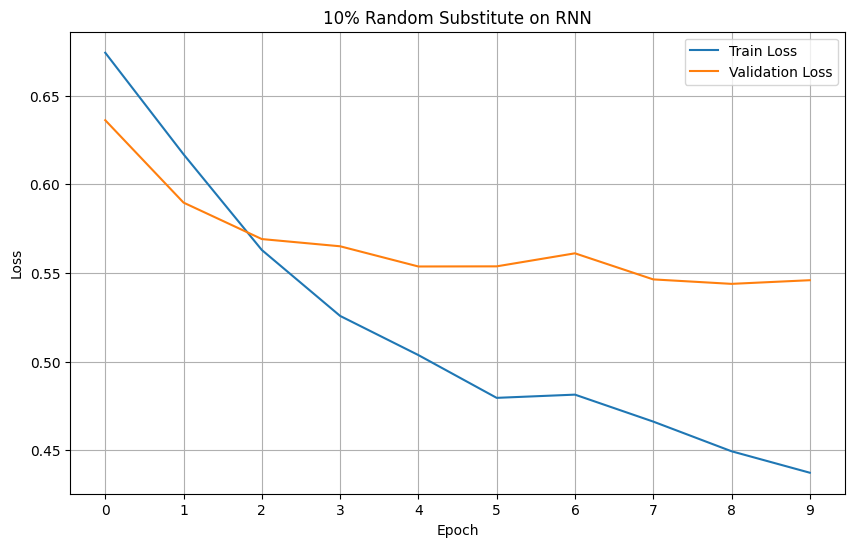 10% Random Substitute on RNN
Train Loss
Validation Loss
0.65
0.60
0.55
0.50
0.45
Loss
0 1 2 3 4 5 6 7 8 9
Epoch